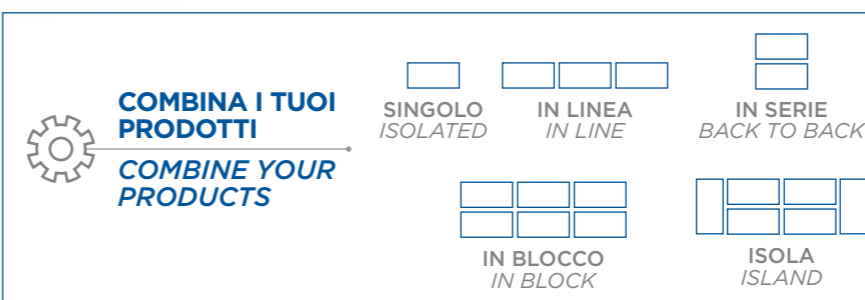 COMBINA I TUOI
PRODOTTI
COMBINE YOUR
PRODUCTS
SINGOLO
ISOLATED
IN LINEA
IN LINE
IN SERIE
BACK TO BACK
IN BLOCCO
IN BLOCK
ISOLA
ISLAND